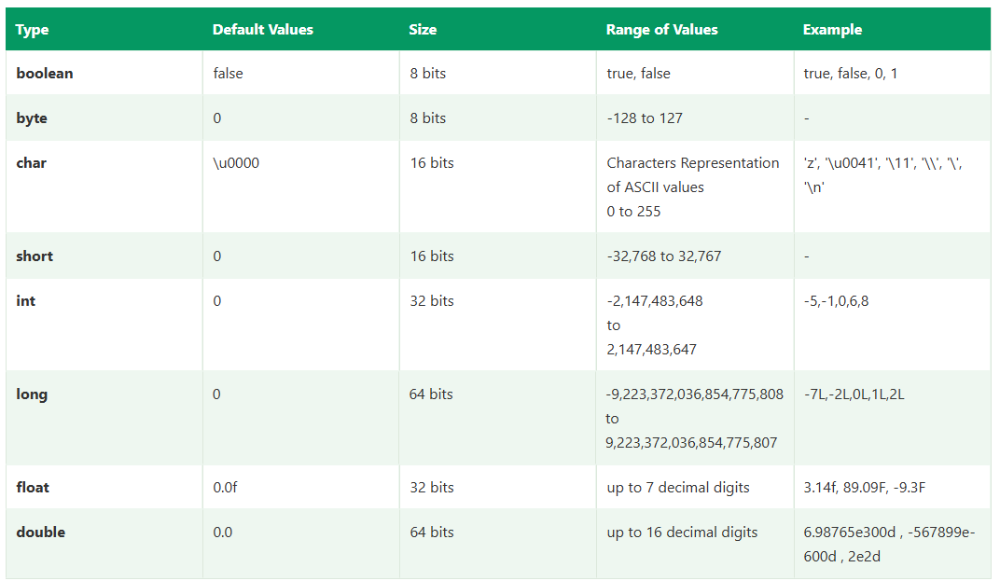 Type Default Values Size Range of Values Example
boolean false 8 bits true, false true, false, 0, 1
byte 0 8 bits -128 to 127 -
char \u0000 16 bits Characters Representation 'z', '\u0041', '\11', '\\', '\',
of ASCII values '\n'
0 to 255
short 0 16 bits -32,768 to 32,767 -
int 0 32 bits -2,147,483,648 -5,-1,0,6,8
to
2,147,483,647
long 0 64 bits -9,223,372,036,854,775,808 -7L,-2L,0L,1L,2L
to
9,223,372,036,854,775,807
float 0.0f 32 bits up to 7 decimal digits 3.14f, 89.09F, -9.3F
double 0.0 64 bits up to 16 decimal digits 6.98765e300d , -567899e-
600d , 2e2d